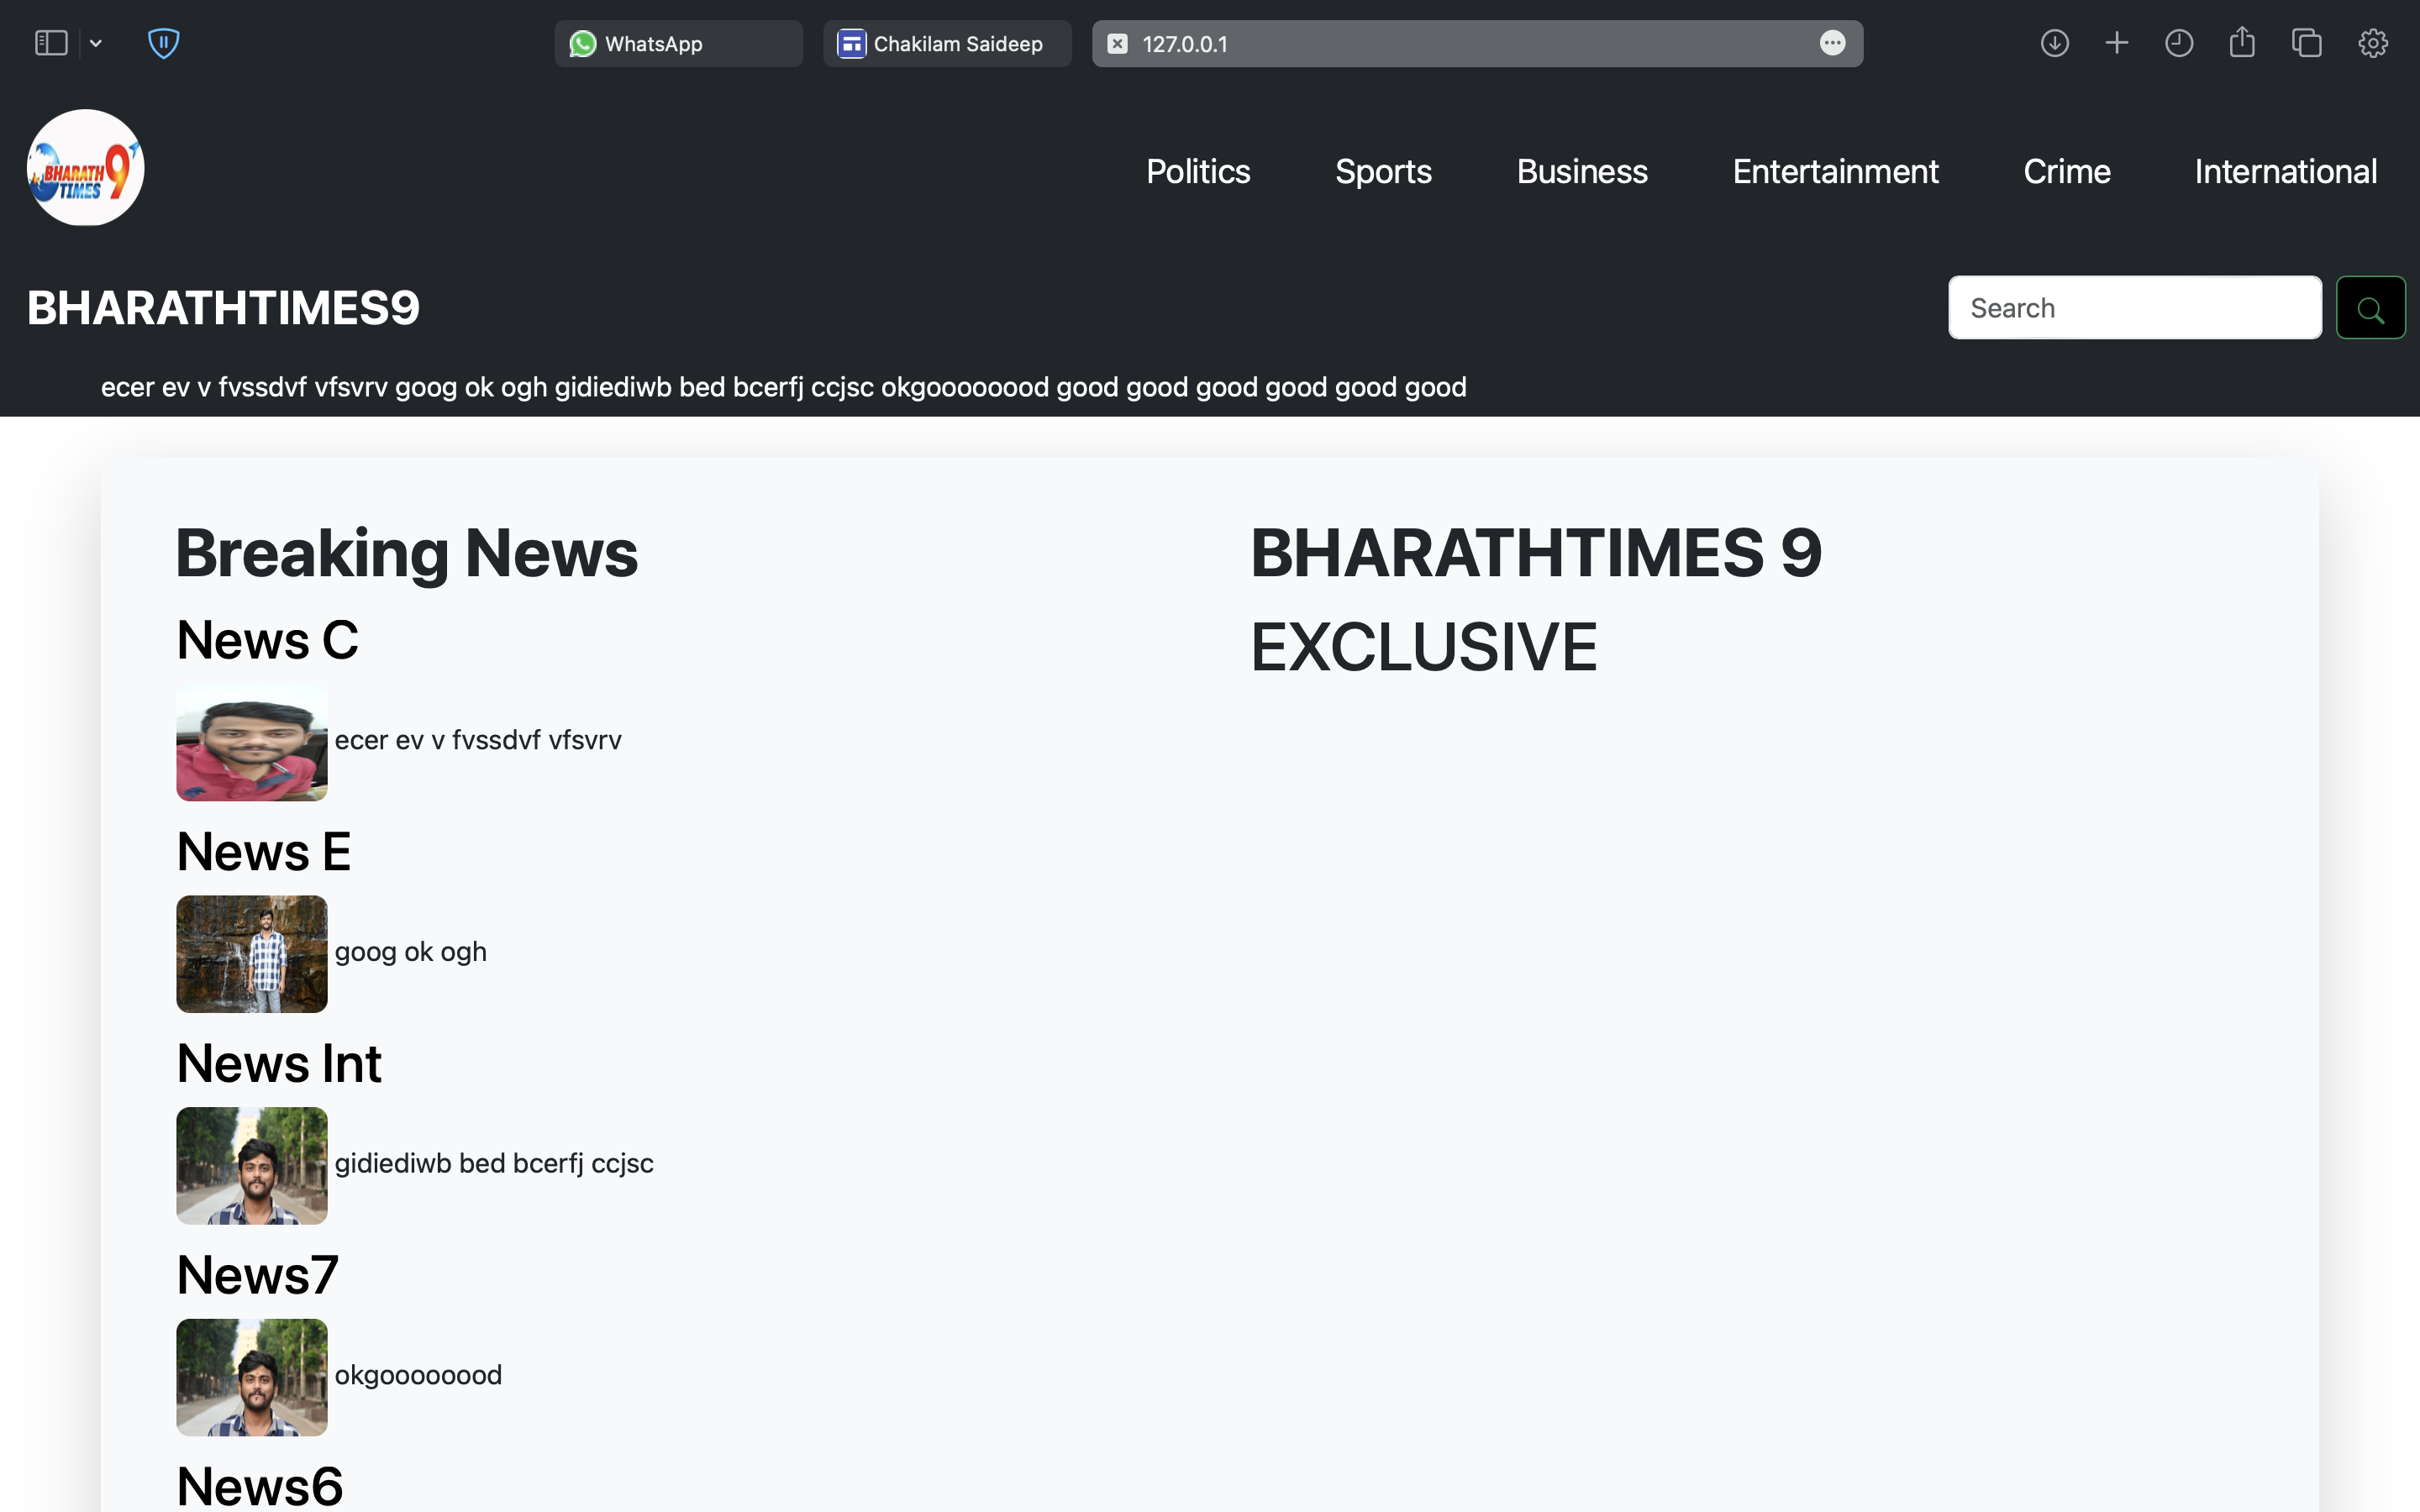 WhatsApp
Chakilam Saideep
127.0.0.1
BHARATH
TIMES
9
Politics
Sports
Business
Entertainment
Crime
International
BHARATHTIMES9
Search
ecer ev v fvssdvf vfsvrv goog ok ogh gidiediwb bed bcerfj ccjsc okgoooooood good good good good good good
Breaking News
News C
ecer ev v fvssdvf vfsvrv
News E
goog ok ogh
News Int
gidiediwb bed bcerfj ccjsc
News7
okgoooooood
News6
BHARATHTIMES 9
EXCLUSIVE